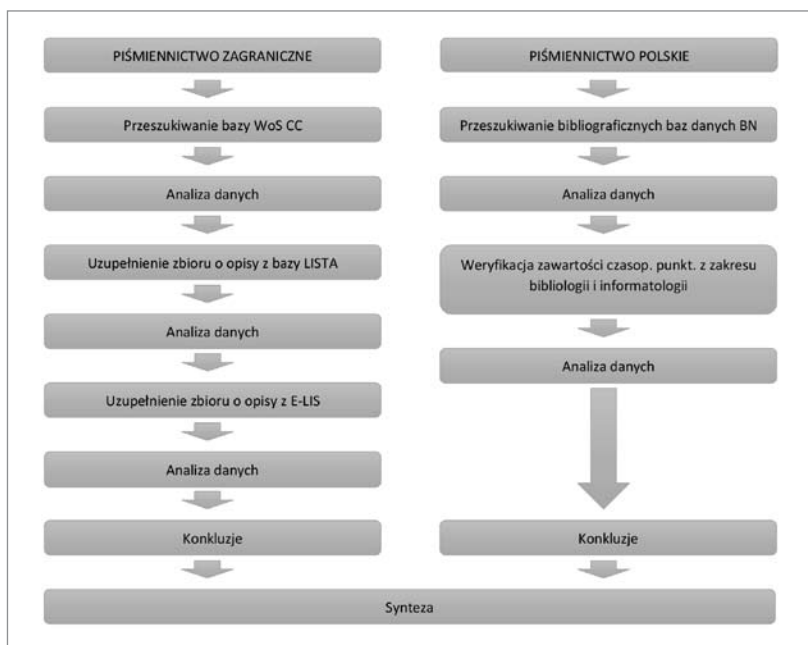 PIŚMIENNICTWO ZAGRANICZNE
Przeszukiwanie bazy WoS CC
Analiza danych
Uzupełnienie zbioru o opisy z bazy LISTA
Analiza danych
Uzupełnienie zbioru o opisy z E-LIS
Analiza danych
Konkluzje
PIŚMIENNICTWO POLSKIE
Przeszukiwanie bibliograficznych baz danych BN
Analiza danych
Weryfikacja zawartości czasop. punkt. z zakresu
bibliologii i informatologii
Analiza danych
Konkluzje
Synteza